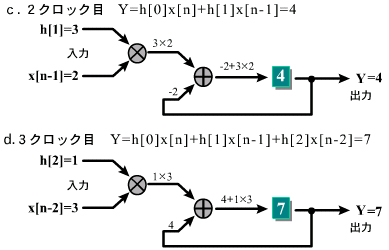 c. 2クロック目 Y=h[0]x[n]+h[1]x[n-1]=4
h[1]=3
3×2
入力
x[n-1]=2
-2+3×2
4
Y=4
-2
出力
d.3クロック目 Y=h[0]x[n]+h[1]x[n-1]+h[2]x[n-2]=7
h[2]=1
1×3
入力
x[n-2]=3
4+1×3
7
Y=7
4
出力